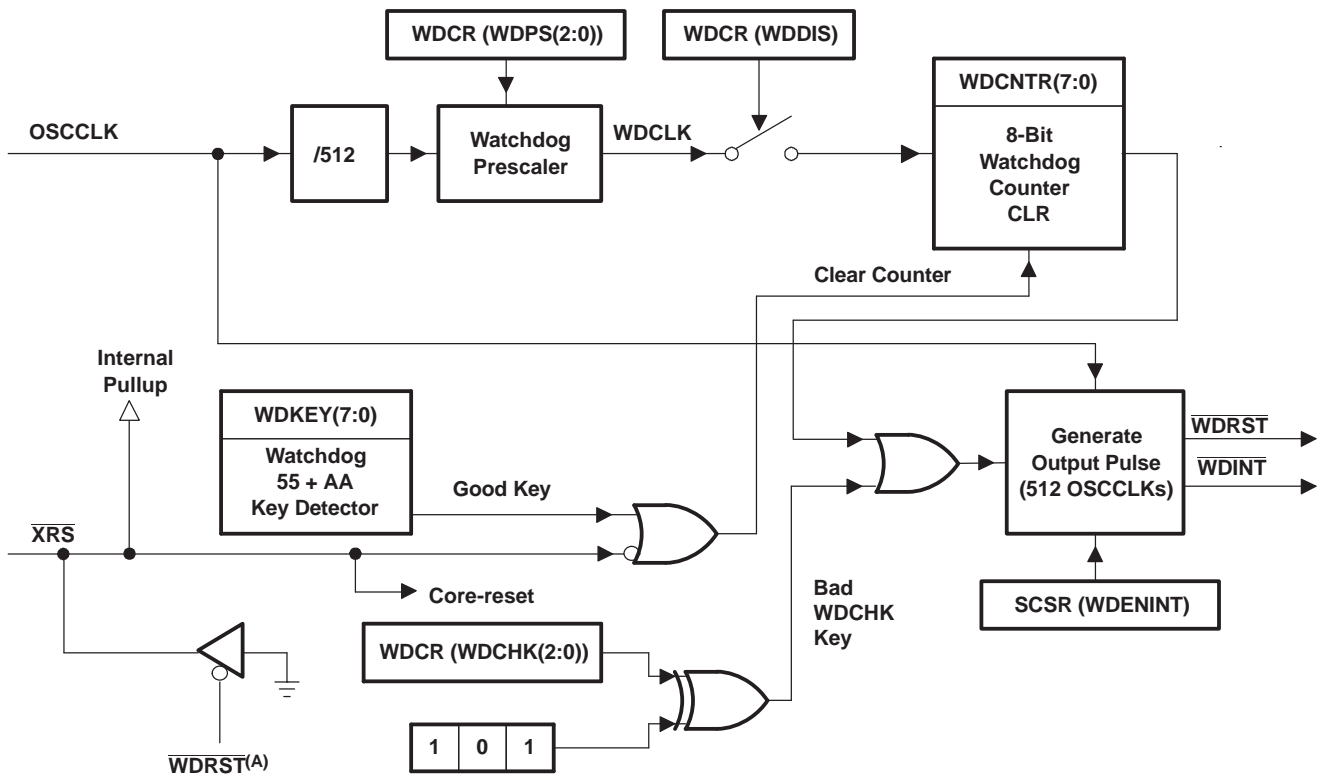 WDCR (WDPS(2:0))
WDCR (WDDIS)
WDCNTR(7:0)
OSCCLK
/512
Watchdog
Prescaler
WDCLK
8-Bit
Watchdog
Counter
CLR
Clear Counter
Internal
Pullup
WDKEY(7:0)
Watchdog
55 + AA
Key Detector
Good Key
XRS
Core-reset
WDCR (WDCHK(2:0))
1 0 1
WDRST(A)
Bad
WDCHK
Key
Generate
Output Pulse
(512 OSCCLKs)
WDRST
WDINT
SCSR (WDENINT)